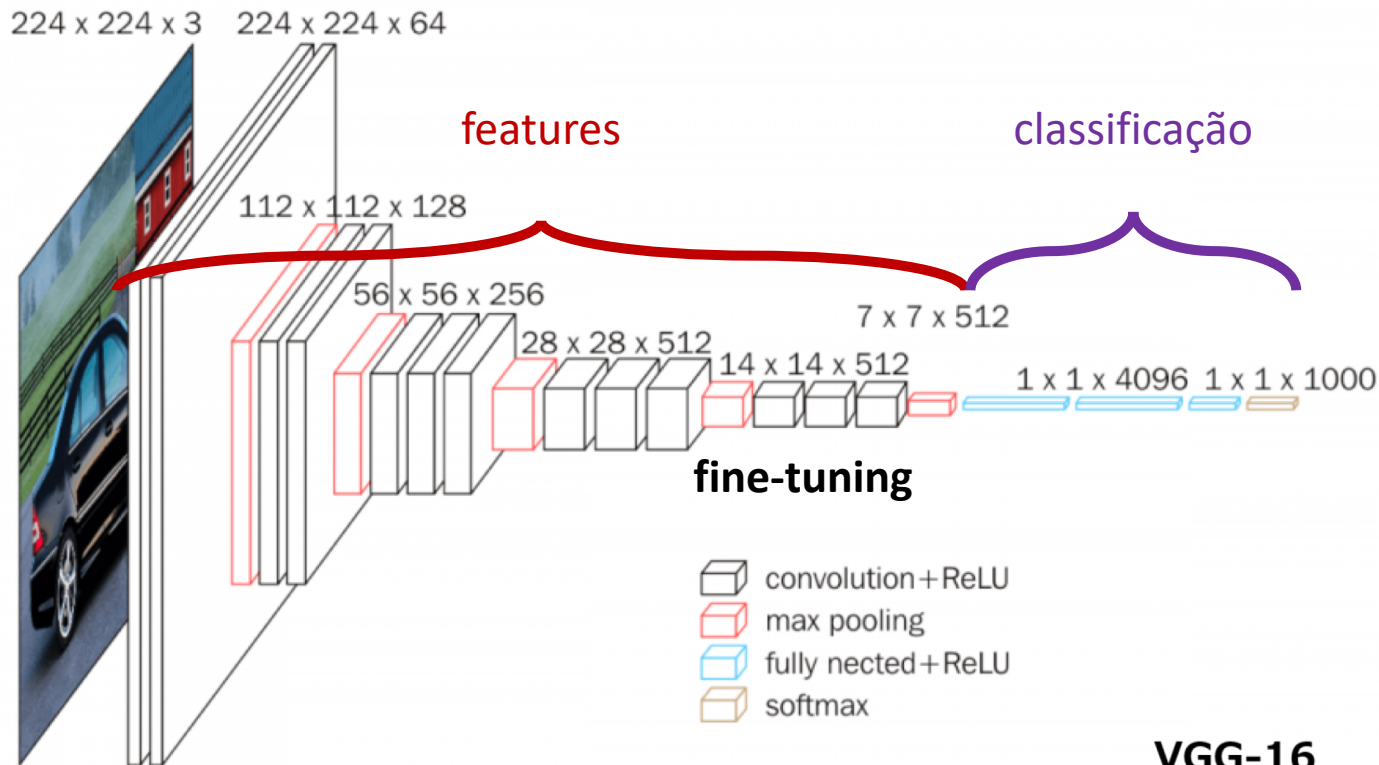 224 x 224 x 3
224 x 224 x 64
features
classificação
112 x 112 x 128
56 x 56 x 256
28 x 28 x 512
14 x 14 x 512
7 x 7 x 512
1 x 1 x 4096
1 x 1 x 1000
fine-tuning
convolution+ReLU
max pooling
fully nected+ReLU
softmax
VGG-16